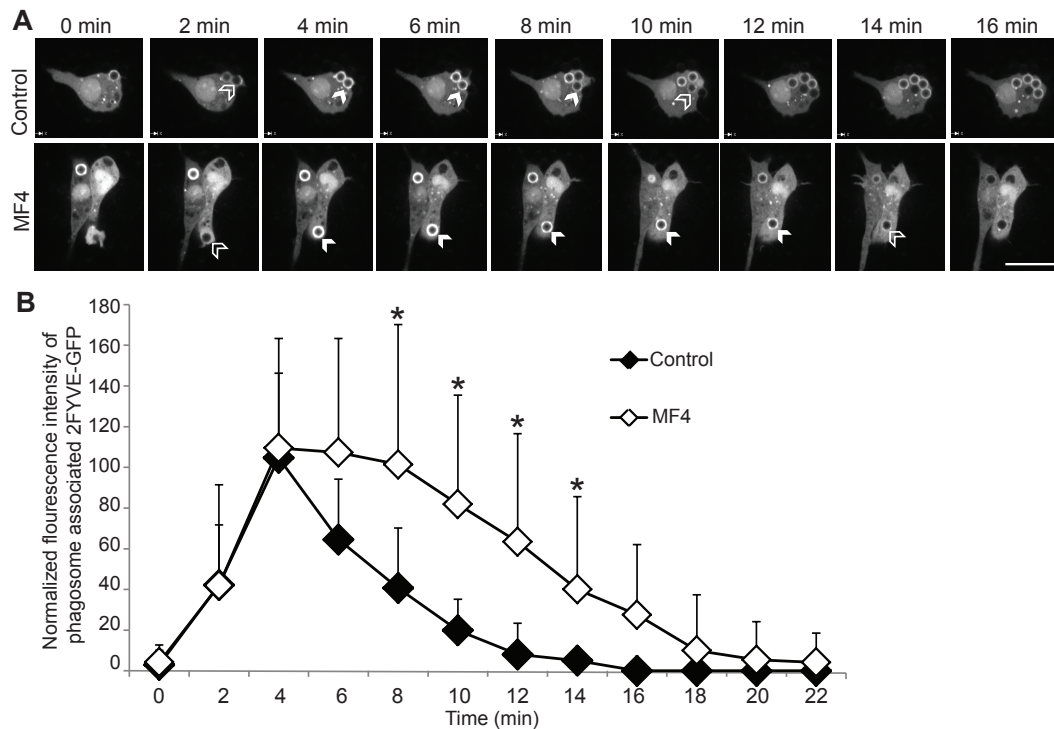 A
0 min 2 min 4 min 6 min 8 min 10 min 12 min 14 min 16 min
Control
MF4
B
Normalized flourescence intensity of
phagosome associated 2FYVE-GFP
180
160
140
120
100
80
60
40
20
0
* * * *
Control
MF4
0 2 4 6 8 10 12 14 16 18 20 22
Time (min)